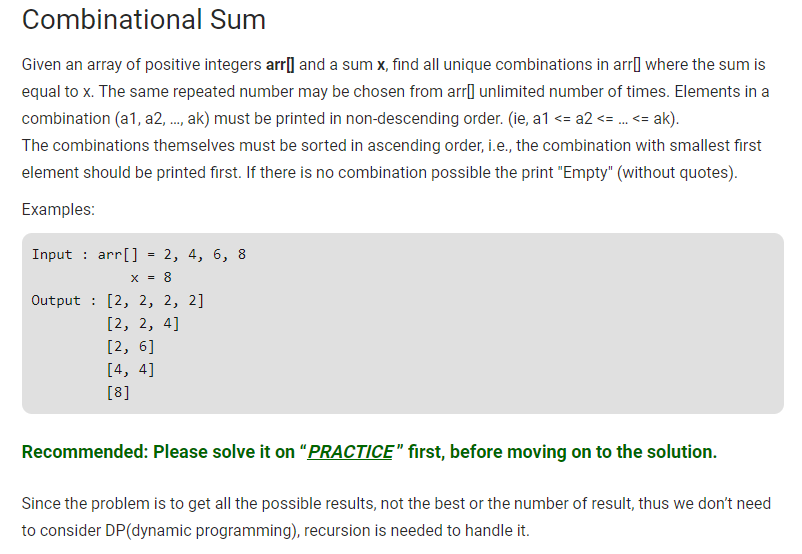 Combinational Sum
Given an array of positive integers arr[] and a sum x, find all unique combinations in arr[] where the sum is
equal to x. The same repeated number may be chosen from arr[] unlimited number of times. Elements in a
combination (a1, a2, …, ak) must be printed in non-descending order. (ie, a1 <= a2 <= … <= ak).
The combinations themselves must be sorted in ascending order, i.e., the combination with smallest first
element should be printed first. If there is no combination possible the print "Empty" (without quotes).
Examples:
Input : arr[] = 2, 4, 6, 8
x = 8
Output : [2, 2, 2, 2]
[2, 2, 4]
[2, 6]
[4, 4]
[8]
Recommended: Please solve it on “PRACTICE” first, before moving on to the solution.
Since the problem is to get all the possible results, not the best or the number of result, thus we don’t need
to consider DP(dynamic programming), recursion is needed to handle it.